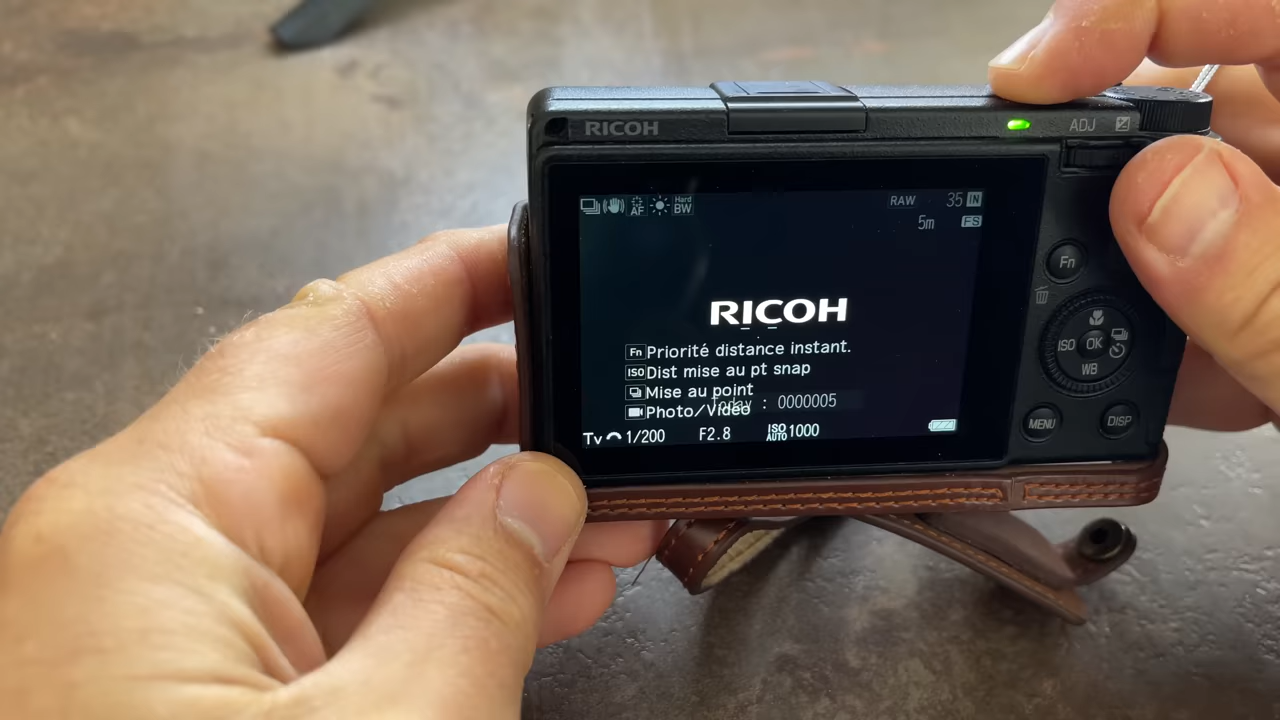 RICOH
ADJ
AF
Hard
BW
RAW
35 IN
5m
FS
RICOH
Fn Priorité distance instant.
ISO Dist mise au pt snap
Mise au point
Photo/Vidéo
Today : 0000005
Tv 1/200 F2.8 ISO AUTO 1000
Fn
ISO
OK
WB
MENU
DISP